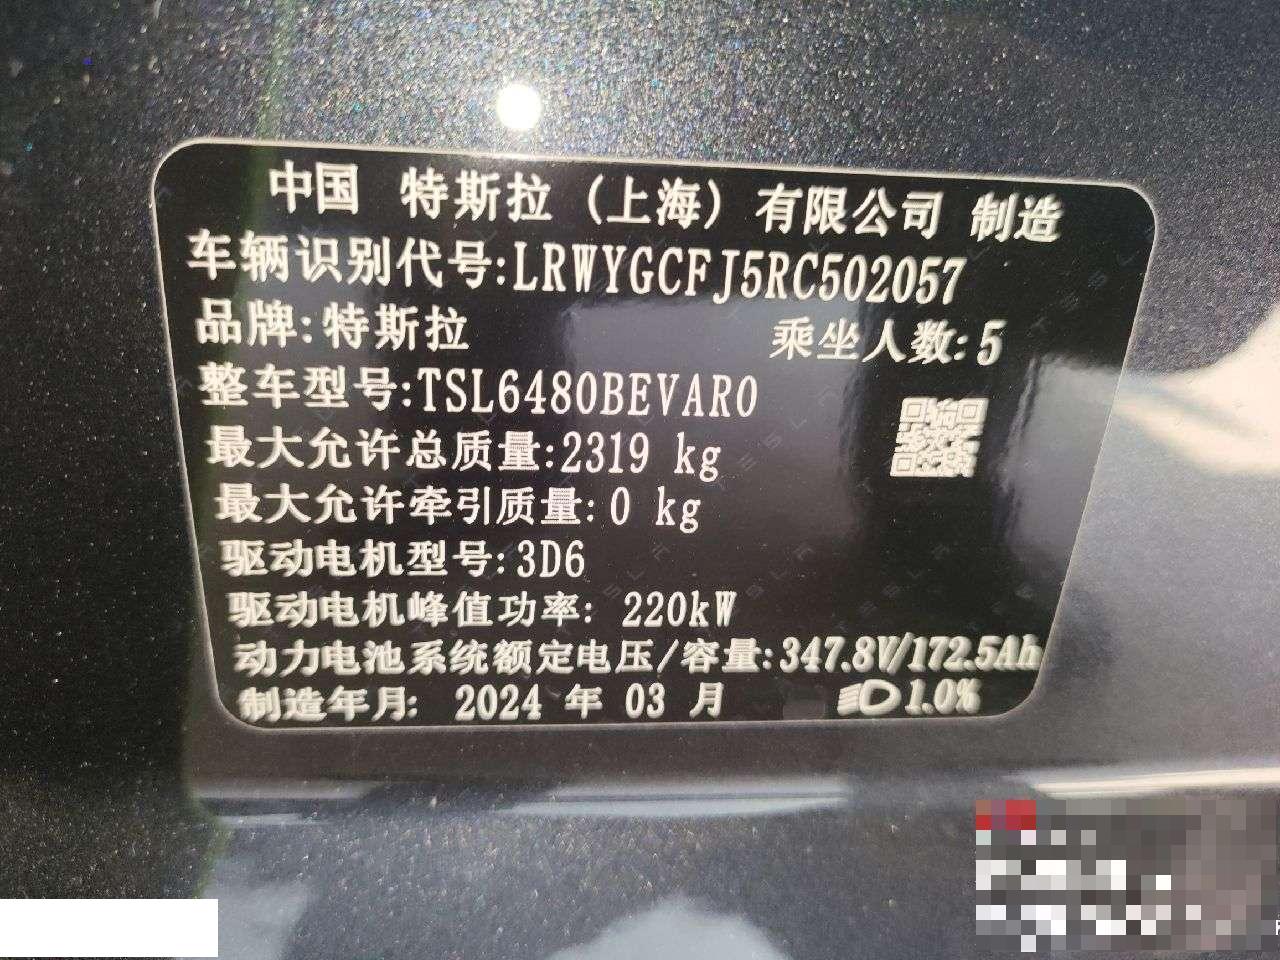 中国 特斯拉（上海）有限公司 制造
车辆识别代号:LRWYGCFJ5RC502057
品牌:特斯拉 乘坐人数:5
整车型号:TSL6480BEVAR0
最大允许总质量:2319 kg
最大允许牵引质量:0 kg
驱动电机型号:3D6
驱动电机峰值功率: 220kW
动力电池系统额定电压/容量:347.8V/172.5Ah
制造年月: 2024 年 03 月 1.0%